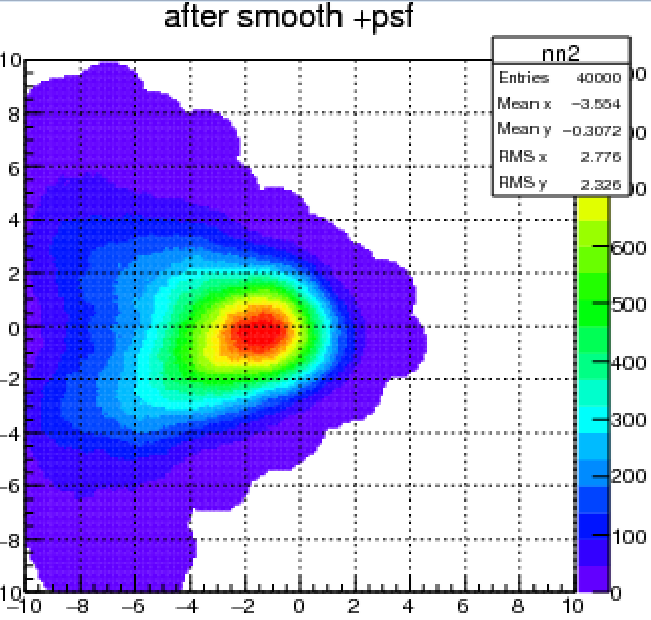 after smooth +psf
nn2
Entries 40000
Mean x −3.554
Mean y −0.3072
RMS x 2.776
RMS y 2.326
10
8
6
4
2
0
−2
−4
−6
−8
10
−10 −8 −6 −4 −2 0 2 4 6 8 10
600
500
400
300
200
100
0